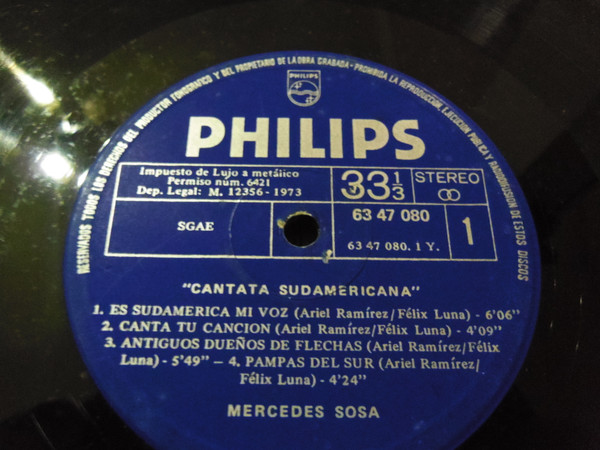 RESERVADOS TODOS LOS DERECHOS DEL PRODUCTOR FONOGRAFICO Y DEL PROPIETARIO DE LA OBRA GRABADA - PROHIBIDA LA REPRODUCCION, EJECUCION PUBLICA Y RADIODIFUSION DE ESTOS DISCOS
PHILIPS
PHILIPS
Impuesto de Lujo a metálico
Permiso núm. 6421
Dep. Legal: M. 12356 - 1973
33 1/3
STEREO
SGAE
63 47 080
63 47 080. 1 Y.
1
"CANTATA SUDAMERICANA"
1. ES SUDAMERICA MI VOZ (Ariel Ramírez/Félix Luna) - 6'06"
2. CANTA TU CANCION (Ariel Ramírez/Félix Luna) - 4'09"
3. ANTIGUOS DUEÑOS DE FLECHAS (Ariel Ramírez/Félix
Luna) - 5'49" — 4. PAMPAS DEL SUR (Ariel Ramírez/
Félix Luna) - 4'24"
MERCEDES SOSA